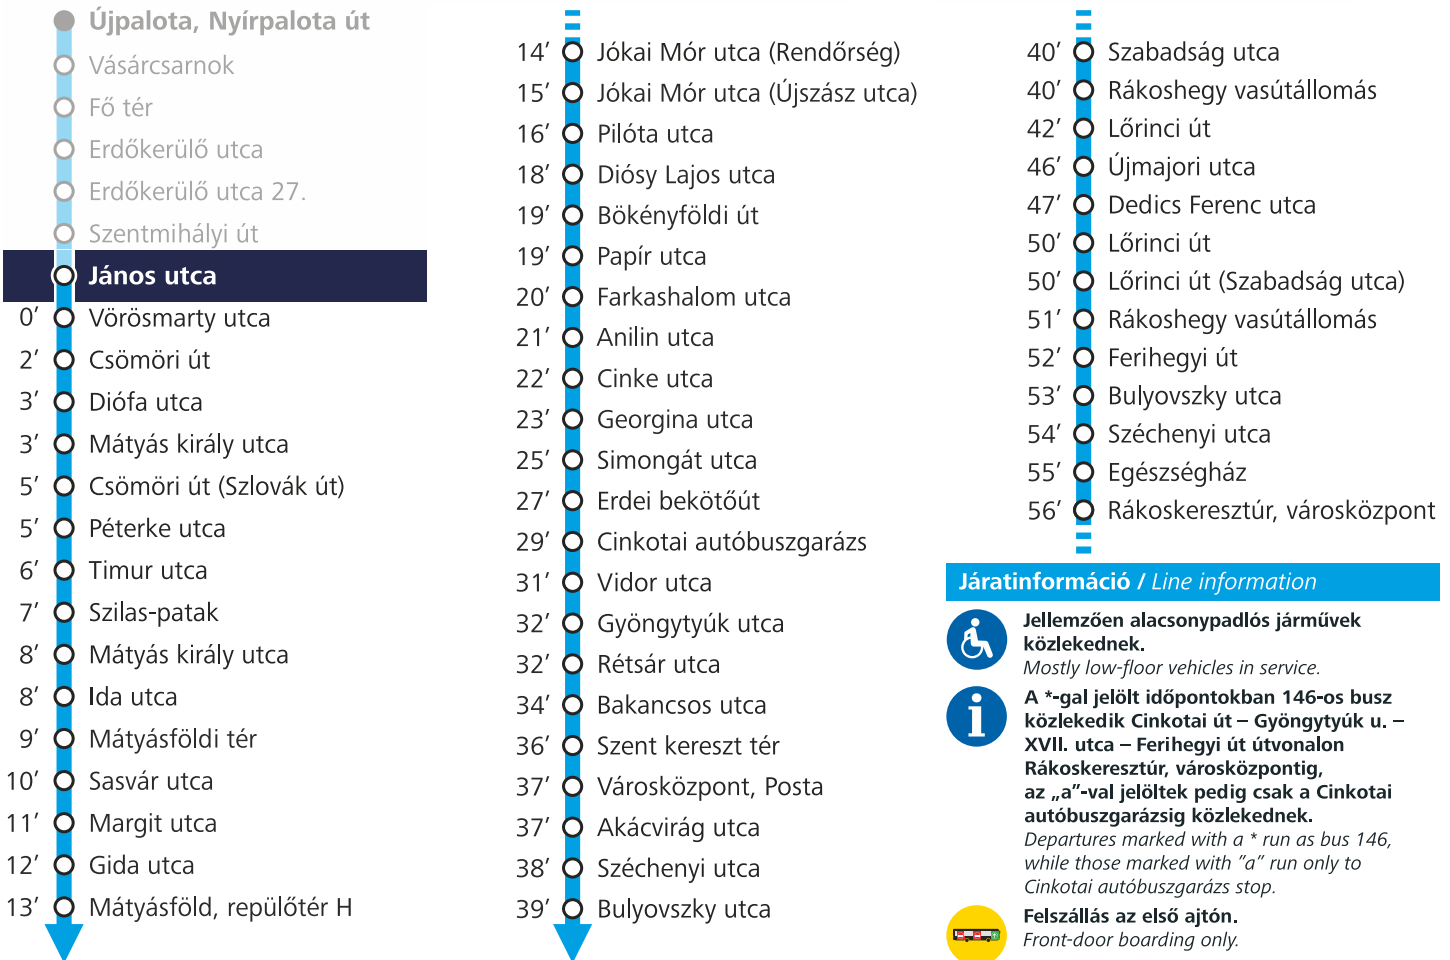 Újpalota, Nyírpalota út
Vásárcsarnok
Fő tér
Erdőkerülő utca
Erdőkerülő utca 27.
Szentmihályi út
János utca
0’ Vörösmarty utca
2’ Csömöri út
3’ Diófa utca
3’ Mátyás király utca
5’ Csömöri út (Szlovák út)
5’ Péterke utca
6’ Timur utca
7’ Szilas-patak
8’ Mátyás király utca
8’ Ida utca
9’ Mátyásföldi tér
10’ Sasvár utca
11’ Margit utca
12’ Gida utca
13’ Mátyásföld, repülőtér H
14’ Jókai Mór utca (Rendőrség)
15’ Jókai Mór utca (Újszász utca)
16’ Pilóta utca
18’ Diósy Lajos utca
19’ Bökényföldi út
19’ Papír utca
20’ Farkashalom utca
21’ Anilin utca
22’ Cinke utca
23’ Georgina utca
25’ Simongát utca
27’ Erdei bekötőút
29’ Cinkotai autóbuszgarázs
31’ Vidor utca
32’ Gyöngytyúk utca
32’ Rétsár utca
34’ Bakancsos utca
36’ Szent kereszt tér
37’ Városközpont, Posta
37’ Akácvirág utca
38’ Széchenyi utca
39’ Bulyovszky utca
40’ Szabadság utca
40’ Rákoshegy vasútállomás
42’ Lőrinci út
46’ Újmajori utca
47’ Dedics Ferenc utca
50’ Lőrinci út
50’ Lőrinci út (Szabadság utca)
51’ Rákoshegy vasútállomás
52’ Ferihegyi út
53’ Bulyovszky utca
54’ Széchenyi utca
55’ Egészségház
56’ Rákoskeresztúr, városközpont
Járatinformáció / Line information
Jellemzően alacsonypadlós járművek
közlekednek.
Mostly low-floor vehicles in service.
A *-gal jelölt időpontokban 146-os busz
közlekedik Cinkotai út – Gyöngytyúk u. –
XVII. utca – Ferihegyi út útvonalon
Rákoskeresztúr, városközpontig,
az „a”-val jelöltek pedig csak a Cinkotai
autóbuszgarázsig közlekednek.
Departures marked with a * run as bus 146,
while those marked with ”a” run only to
Cinkotai autóbuszgarázs stop.
Felszállás az első ajtón.
Front-door boarding only.